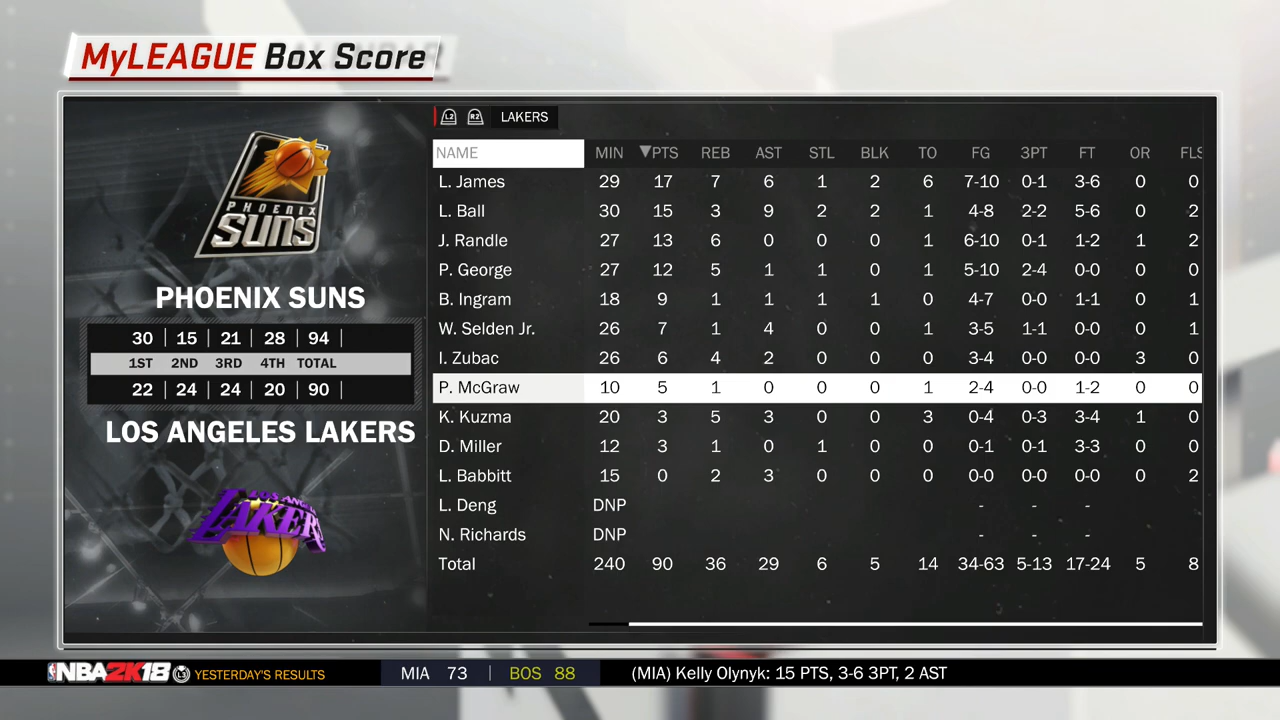 MyLEAGUE Box Score
L2 R2 LAKERS
NAME MIN ▼PTS REB AST STL BLK TO FG 3PT FT OR FLS
L. James 29 17 7 6 1 2 6 7-10 0-1 3-6 0 0
L. Ball 30 15 3 9 2 2 1 4-8 2-2 5-6 0 2
J. Randle 27 13 6 0 0 0 1 6-10 0-1 1-2 1 2
P. George 27 12 5 1 1 0 1 5-10 2-4 0-0 0 0
B. Ingram 18 9 1 1 1 1 0 4-7 0-0 1-1 0 1
W. Selden Jr. 26 7 1 4 0 0 1 3-5 1-1 0-0 0 1
I. Zubac 26 6 4 2 0 0 0 3-4 0-0 0-0 3 0
P. McGraw 10 5 1 0 0 0 1 2-4 0-0 1-2 0 0
K. Kuzma 20 3 5 3 0 0 3 0-4 0-3 3-4 1 0
D. Miller 12 3 1 0 1 0 0 0-1 0-1 3-3 0 0
L. Babbitt 15 0 2 3 0 0 0 0-0 0-0 0-0 0 2
L. Deng DNP - - -
N. Richards DNP - - -
Total 240 90 36 29 6 5 14 34-63 5-13 17-24 5 8
PHOENIX
SUNS
PHOENIX SUNS
30 | 15 | 21 | 28 | 94 |
1ST 2ND 3RD 4TH TOTAL
22 | 24 | 24 | 20 | 90 |
LOS ANGELES LAKERS
LOS ANGELES
LAKERS
NBA 2K18 YESTERDAY'S RESULTS MIA 73 | BOS 88 (MIA) Kelly Olynyk: 15 PTS, 3-6 3PT, 2 AST